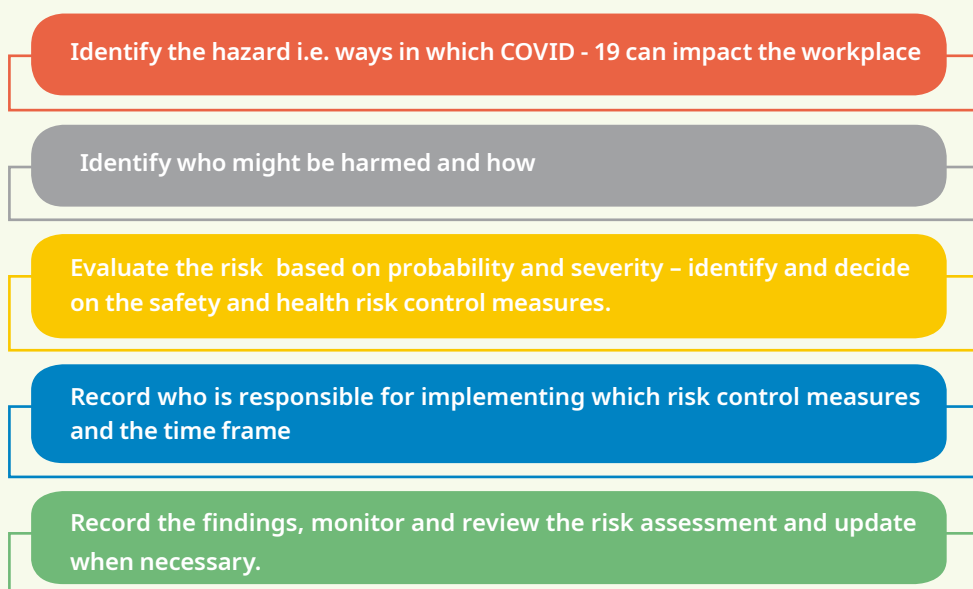 Identify the hazard i.e. ways in which COVID - 19 can impact the workplace
Identify who might be harmed and how
Evaluate the risk  based on probability and severity – identify and decide
on the safety and health risk control measures.
Record who is responsible for implementing which risk control measures
and the time frame
Record the findings, monitor and review the risk assessment and update
when necessary.